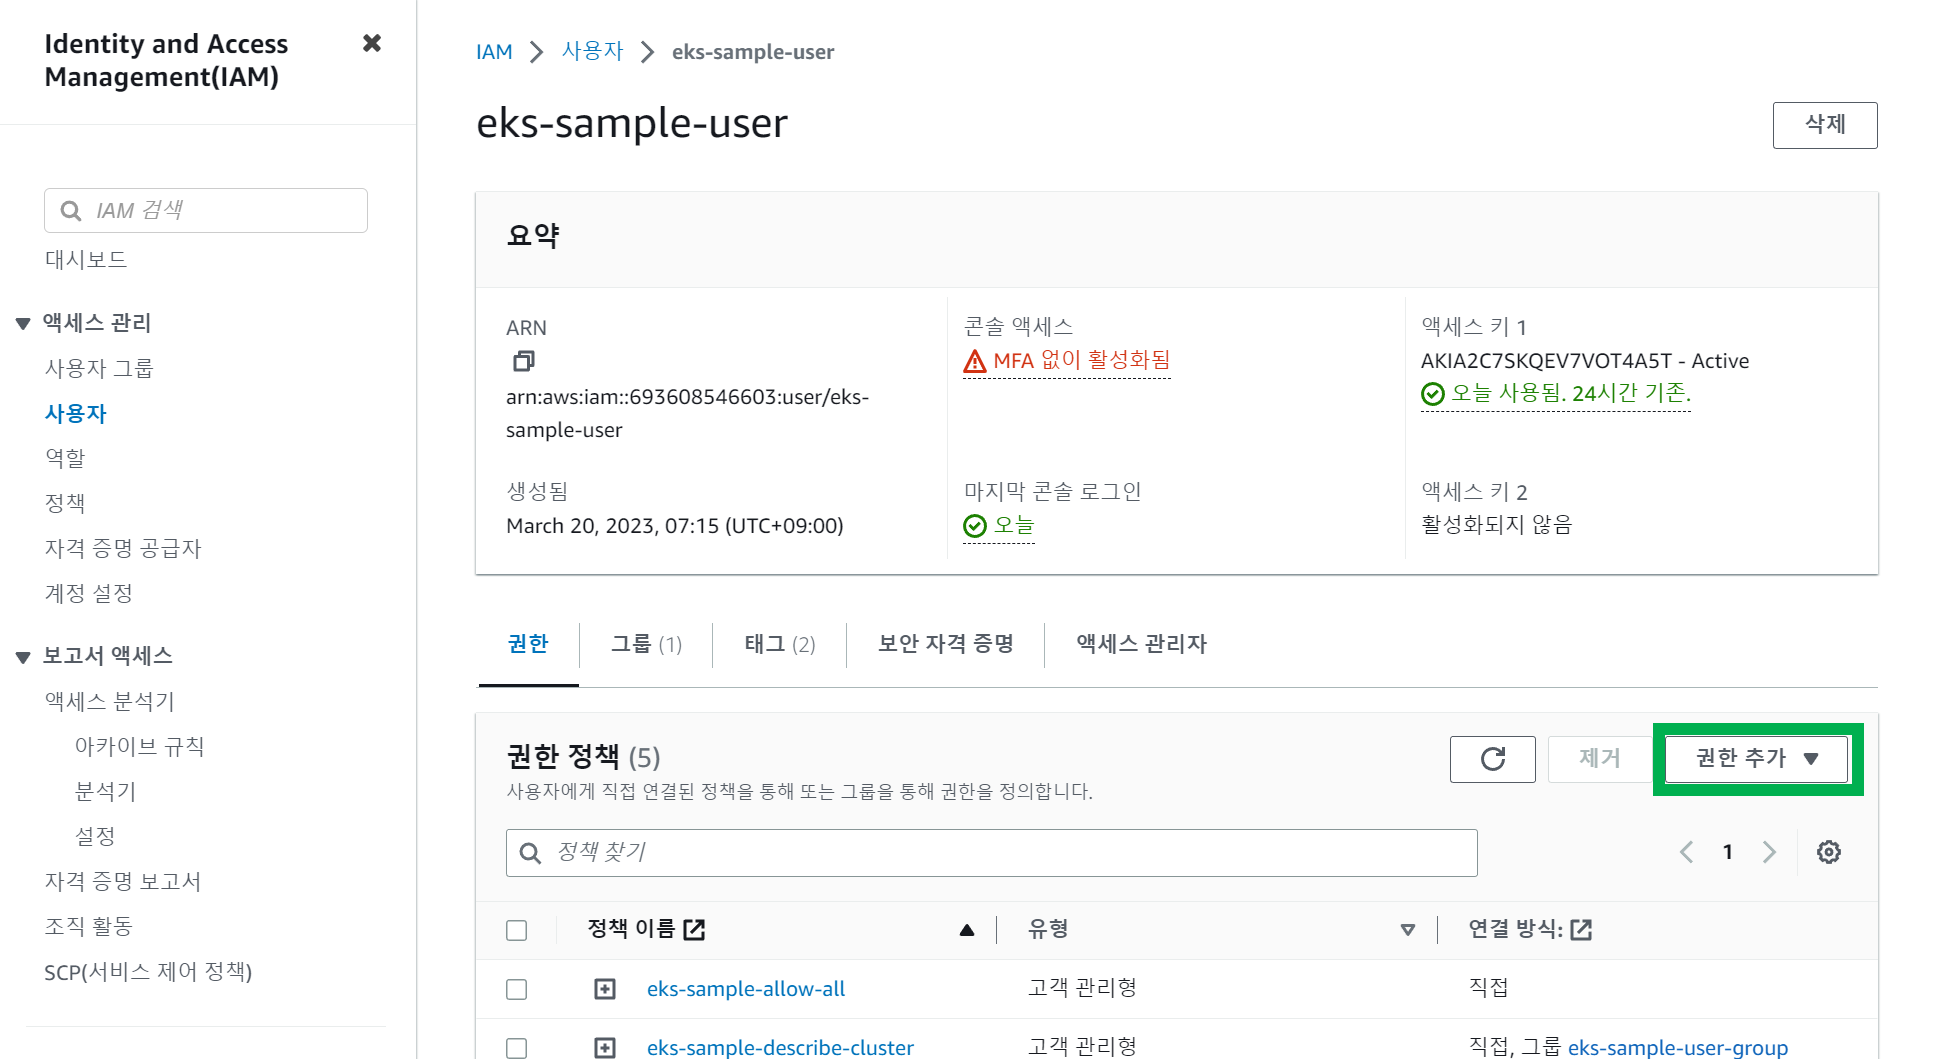 Identity and Access
Management(IAM)
IAM 검색
대시보드
액세스 관리
사용자 그룹
사용자
역할
정책
자격 증명 공급자
계정 설정
보고서 액세스
액세스 분석기
아카이브 규칙
분석기
설정
자격 증명 보고서
조직 활동
SCP(서비스 제어 정책)
IAM 사용자 eks-sample-user
eks-sample-user
삭제
요약
ARN
arn:aws:iam::693608546603:user/eks-
sample-user
생성됨
March 20, 2023, 07:15 (UTC+09:00)
콘솔 액세스
MFA 없이 활성화됨
마지막 콘솔 로그인
오늘
액세스 키 1
AKIA2C7SKQEV7VOT4A5T - Active
오늘 사용됨. 24시간 기존.
액세스 키 2
활성화되지 않음
권한 그룹 (1) 태그 (2) 보안 자격 증명 액세스 관리자
권한 정책 (5)
사용자에게 직접 연결된 정책을 통해 또는 그룹을 통해 권한을 정의합니다.
제거 권한 추가
정책 찾기
1
정책 이름 유형 연결 방식:
eks-sample-allow-all 고객 관리형 직접
eks-sample-describe-cluster 고객 관리형 직접, 그룹 eks-sample-user-group